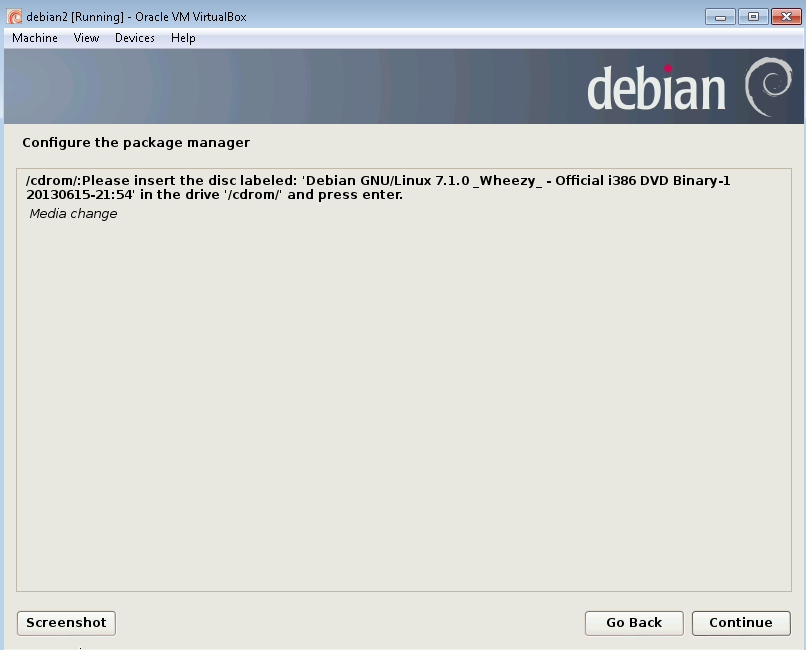 debian2 [Running] - Oracle VM VirtualBox
Machine View Devices Help
debian
Configure the package manager
/cdrom/:Please insert the disc labeled: 'Debian GNU/Linux 7.1.0 _Wheezy_ - Official i386 DVD Binary-1
20130615-21:54' in the drive '/cdrom/' and press enter.
Media change
Screenshot Go Back Continue